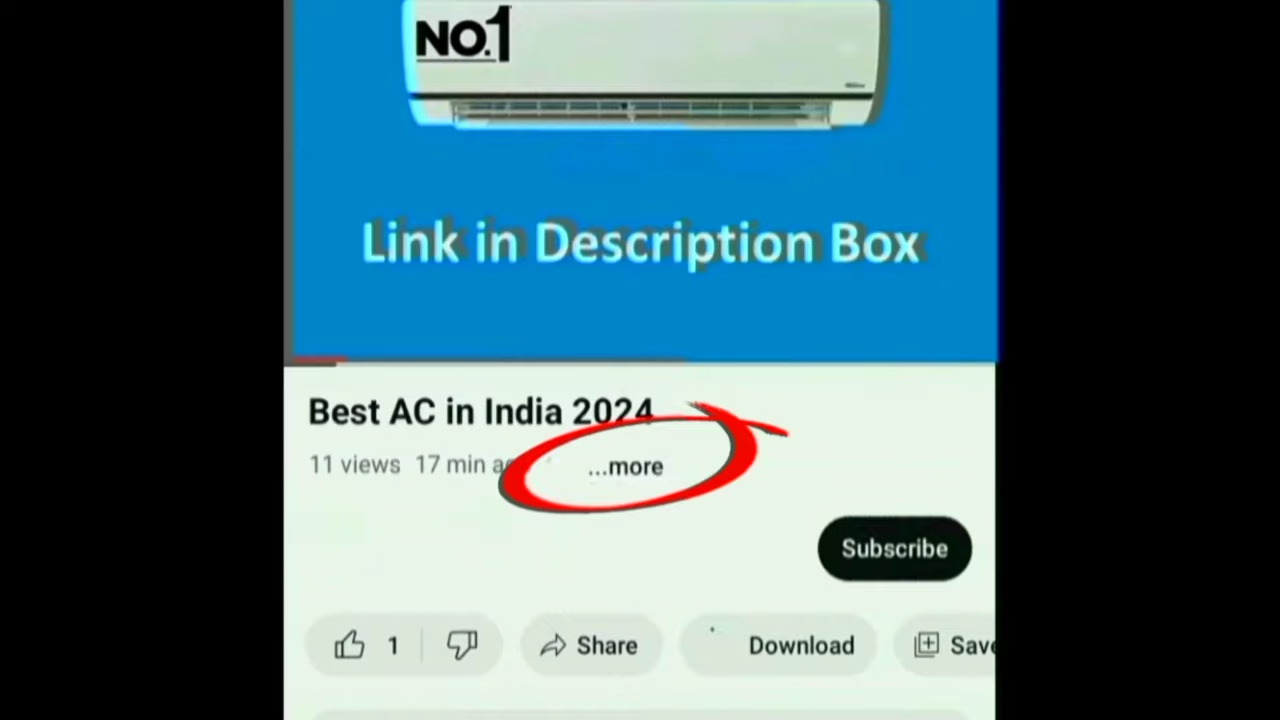 NO.1
Link in Description Box
Best AC in India 2024
11 views 17 min a
...more
Subscribe
1
Share
Download
Save